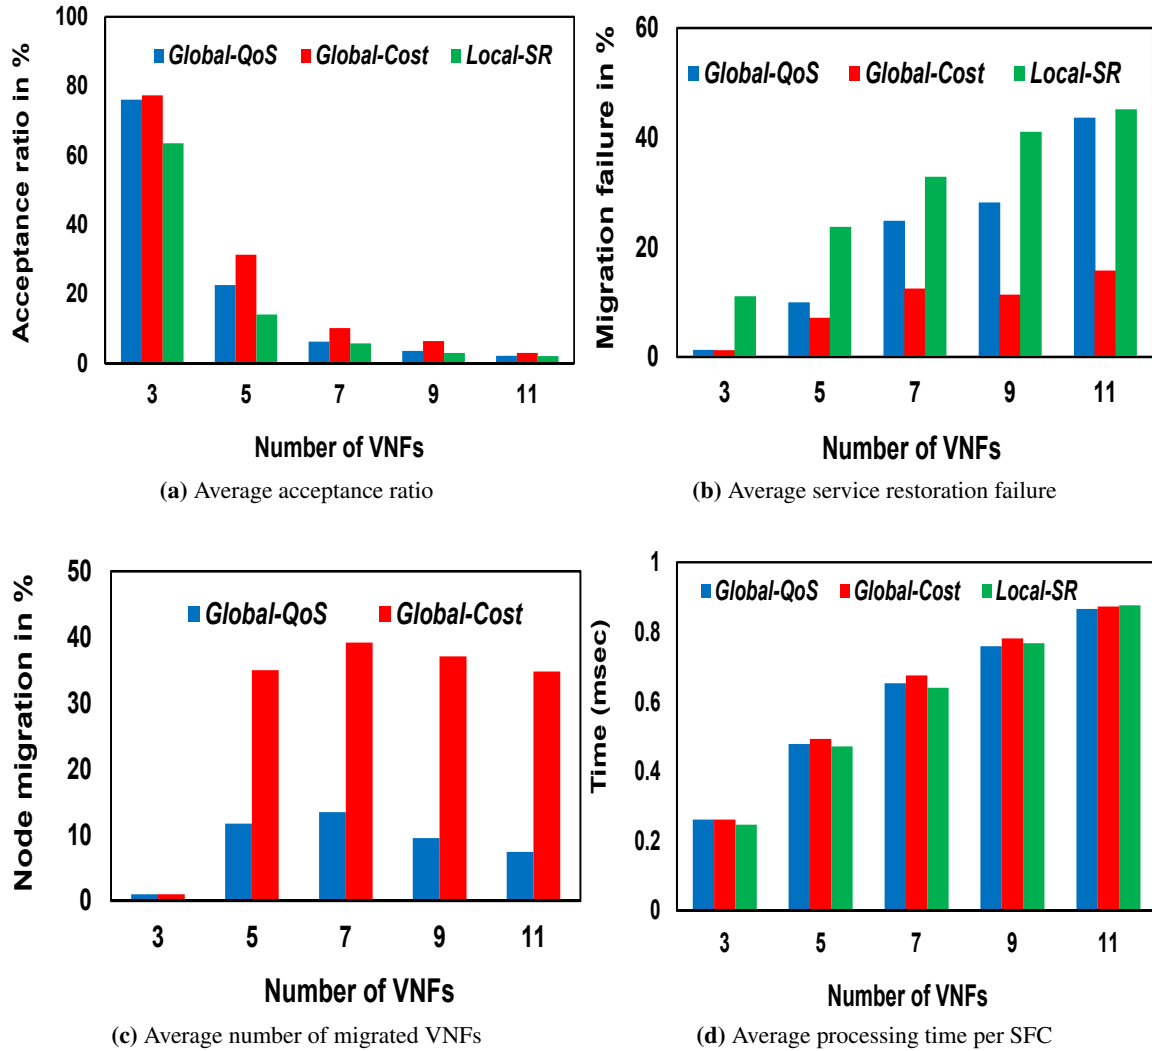 100
80
60
40
20
0
Acceptance ratio in %
Global-QoS Global-Cost Local-SR
3 5 7 9 11
Number of VNFs
(a) Average acceptance ratio
60
40
20
0
Migration failure in %
Global-QoS Global-Cost Local-SR
3 5 7 9 11
Number of VNFs
(b) Average service restoration failure
50
40
30
20
10
0
Node migration in %
Global-QoS Global-Cost
3 5 7 9 11
Number of VNFs
(c) Average number of migrated VNFs
1
0.8
0.6
0.4
0.2
0
Time (msec)
Global-QoS Global-Cost Local-SR
3 5 7 9 11
Number of VNFs
(d) Average processing time per SFC